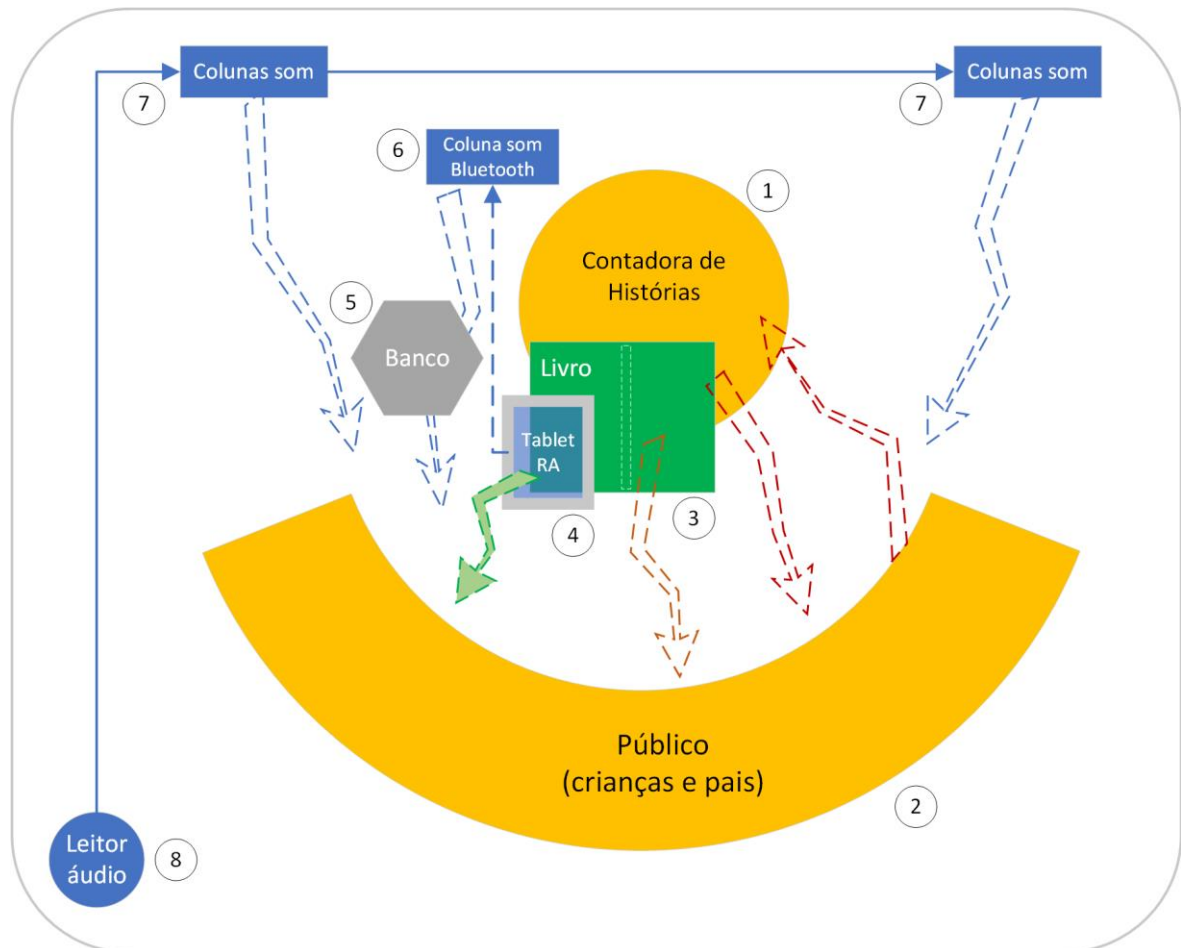 Colunas som
Colunas som
7
7
Coluna som
Bluetooth
6
1
Contadora de
Histórias
5
Banco
Livro
Tablet
RA
3
4
Público
(crianças e pais)
2
Leitor
áudio
8